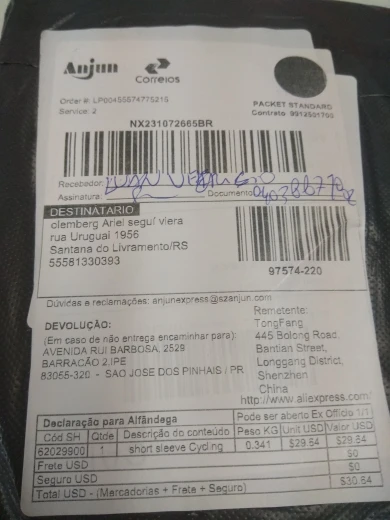 Anjun
Correios
Order #: LP00455574775215
Service: 2
PACKET STANDARD
Contrato: 9912591793
NX231072665BR
Recebedor:
Assinatura:
Documento
DESTINATÁRIO
olemberg Ariel seguí viera
rua Uruguai 1956
Santana do Livramento/RS
55581330393
97574-220
Dúvidas e reclamações: anjunexpress@szanjun.com
DEVOLUÇÃO:
(Em caso de não entrega encaminhar para):
AVENIDA RUI BARBOSA, 2529
BARRACÃO 2,IPE
83055-320 - SAO JOSE DOS PINHAIS / PR
Remetente:
TongFang
445 Bolong Road,
Bantian Street,
Longgang District,
Shenzhen
China
http://www.aliexpress.com/
Declaração para Alfândega
Pode ser aberto Ex Officio 1/1
Cód SH Qtde Descrição do conteúdo Peso KG Unit USD Valor USD
62029900 1 short sleeve Cycling 0.341 $29.64 $29.64
Frete USD $0
Seguro USD $0
Total USD - (Mercadorias + Frete + Seguro) $30.64